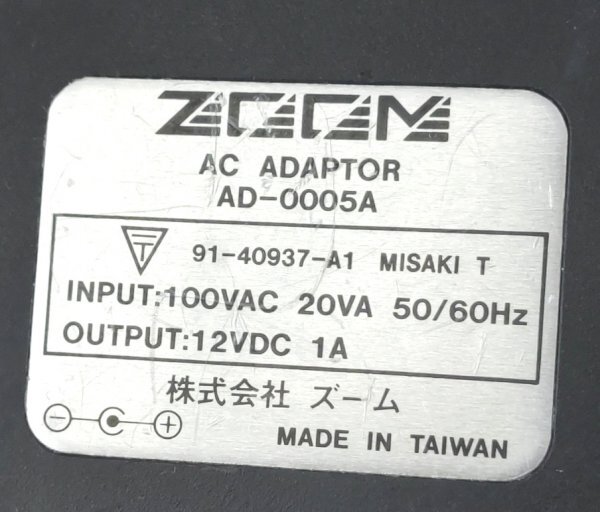 ZOOM
AC ADAPTOR
AD-0005A
T 91-40937-A1 MISAKI T
INPUT:100VAC 20VA 50/60Hz
OUTPUT:12VDC 1A
株式会社 ズーム
MADE IN TAIWAN